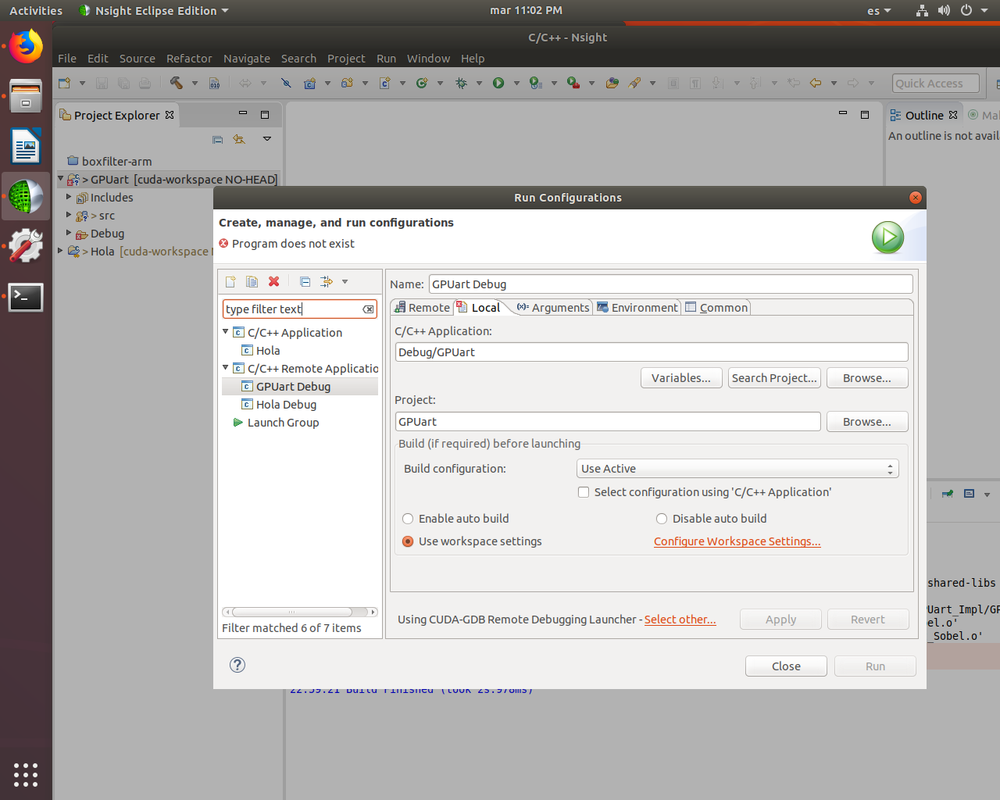 Activities
Nsight Eclipse Edition
mar 11:02 PM
es
C/C++ - Nsight
File Edit Source Refactor Navigate Search Project Run Window Help
Quick Access
Project Explorer
Outline
An outline is not avail
boxfilter-arm
> GPUart [cuda-workspace NO-HEAD]
Includes
> src
Debug
> Hola [cuda-workspace
Run Configurations
Create, manage, and run configurations
Program does not exist
type filter text
C/C++ Application
Hola
C/C++ Remote Applicatio
GPUart Debug
Hola Debug
Launch Group
Filter matched 6 of 7 items
Name: GPUart Debug
Remote Local Arguments Environment Common
C/C++ Application:
Debug/GPUart
Variables... Search Project... Browse...
Project:
GPUart
Browse...
Build (if required) before launching
Build configuration: Use Active
Select configuration using 'C/C++ Application'
Enable auto build Disable auto build
Use workspace settings Configure Workspace Settings...
Using CUDA-GDB Remote Debugging Launcher - Select other...
Apply Revert
Close Run
shared-libs
Uart_Impl/GP
el.o'
_Sobel.o'
22:59:21 Build Finished (took 2s.978ms)